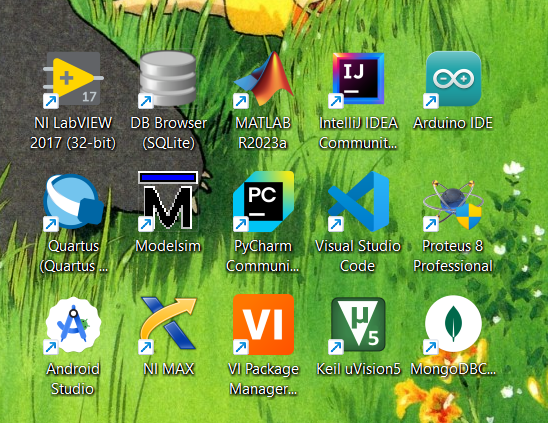 17
NI LabVIEW
2017 (32-bit)
DB Browser
(SQLite)
MATLAB
R2023a
IJ
IntelliJ IDEA
Communit...
Arduino IDE
Quartus
(Quartus ...
M
Modelsim
PC
PyCharm
Communi...
Visual Studio
Code
Proteus 8
Professional
Android
Studio
NI MAX
VI
VI Package
Manager...
µ5
Keil uVision5
MongoDBC...